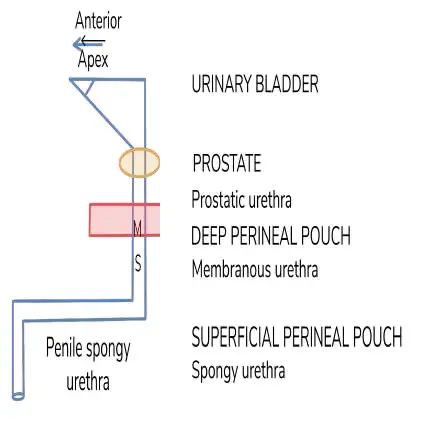 Anterior
Apex
URINARY BLADDER
PROSTATE
Prostatic urethra
M
DEEP PERINEAL POUCH
S
Membranous urethra
SUPERFICIAL PERINEAL POUCH
Penile spongy
urethra
Spongy urethra